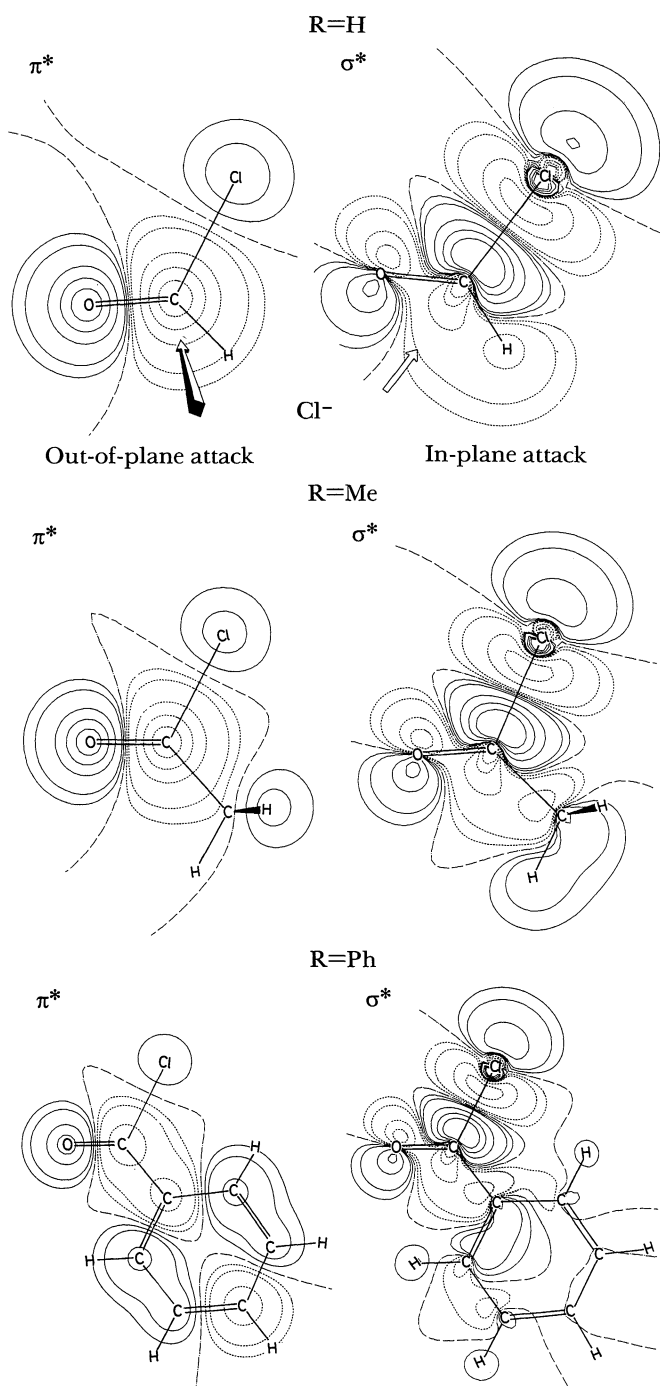 R=H
π* σ*
Cl
Cl
O C
O C
H
H
Cl⁻
Out-of-plane attack In-plane attack
R=Me
π* σ*
Cl
Cl
O C
O C
C H
C H
H
H
R=Ph
π* σ*
Cl
Cl
O C
O C
H
H
C C
C C
H C C H
H C C H
C C
C C
H H
H H